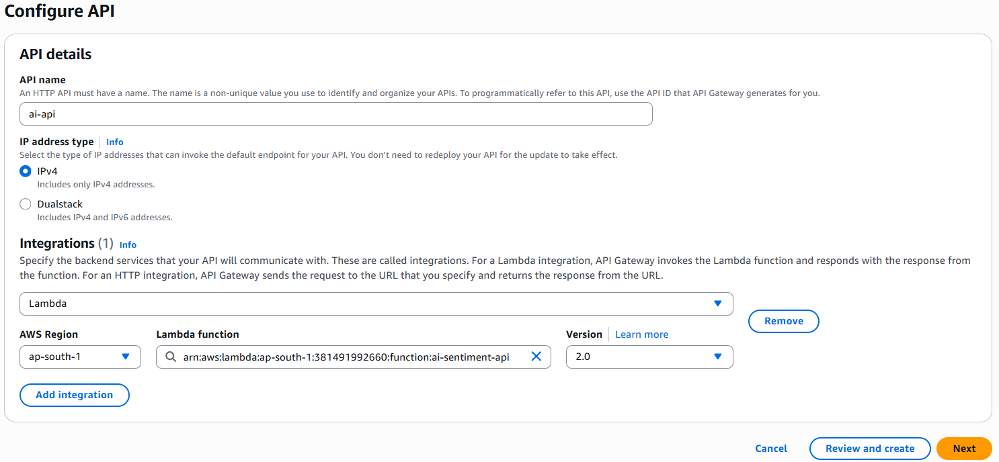 Configure API
API details
API name
An HTTP API must have a name. The name is a non-unique value you use to identify and organize your APIs. To programmatically refer to this API, use the API ID that API Gateway generates for you.
ai-api
IP address type Info
Select the type of IP addresses that can invoke the default endpoint for your API. You don’t need to redeploy your API for the update to take effect.
IPv4
Includes only IPv4 addresses.
Dualstack
Includes IPv4 and IPv6 addresses.
Integrations (1) Info
Specify the backend services that your API will communicate with. These are called integrations. For a Lambda integration, API Gateway invokes the Lambda function and responds with the response from
the function. For an HTTP integration, API Gateway sends the request to the URL that you specify and returns the response from the URL.
Lambda
Remove
AWS Region Lambda function Version Learn more
ap-south-1 arn:aws:lambda:ap-south-1:381491992660:function:ai-sentiment-api 2.0
Add integration
Cancel Review and create Next